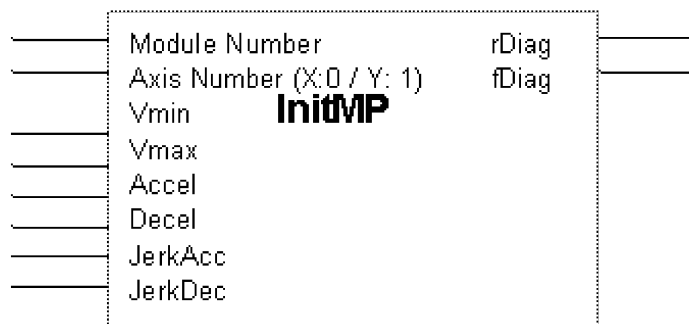 Module Number rDiag
Axis Number (X:0 / Y: 1) fDiag
Vmin InitMP
Vmax
Accel
Decel
JerkAcc
JerkDec